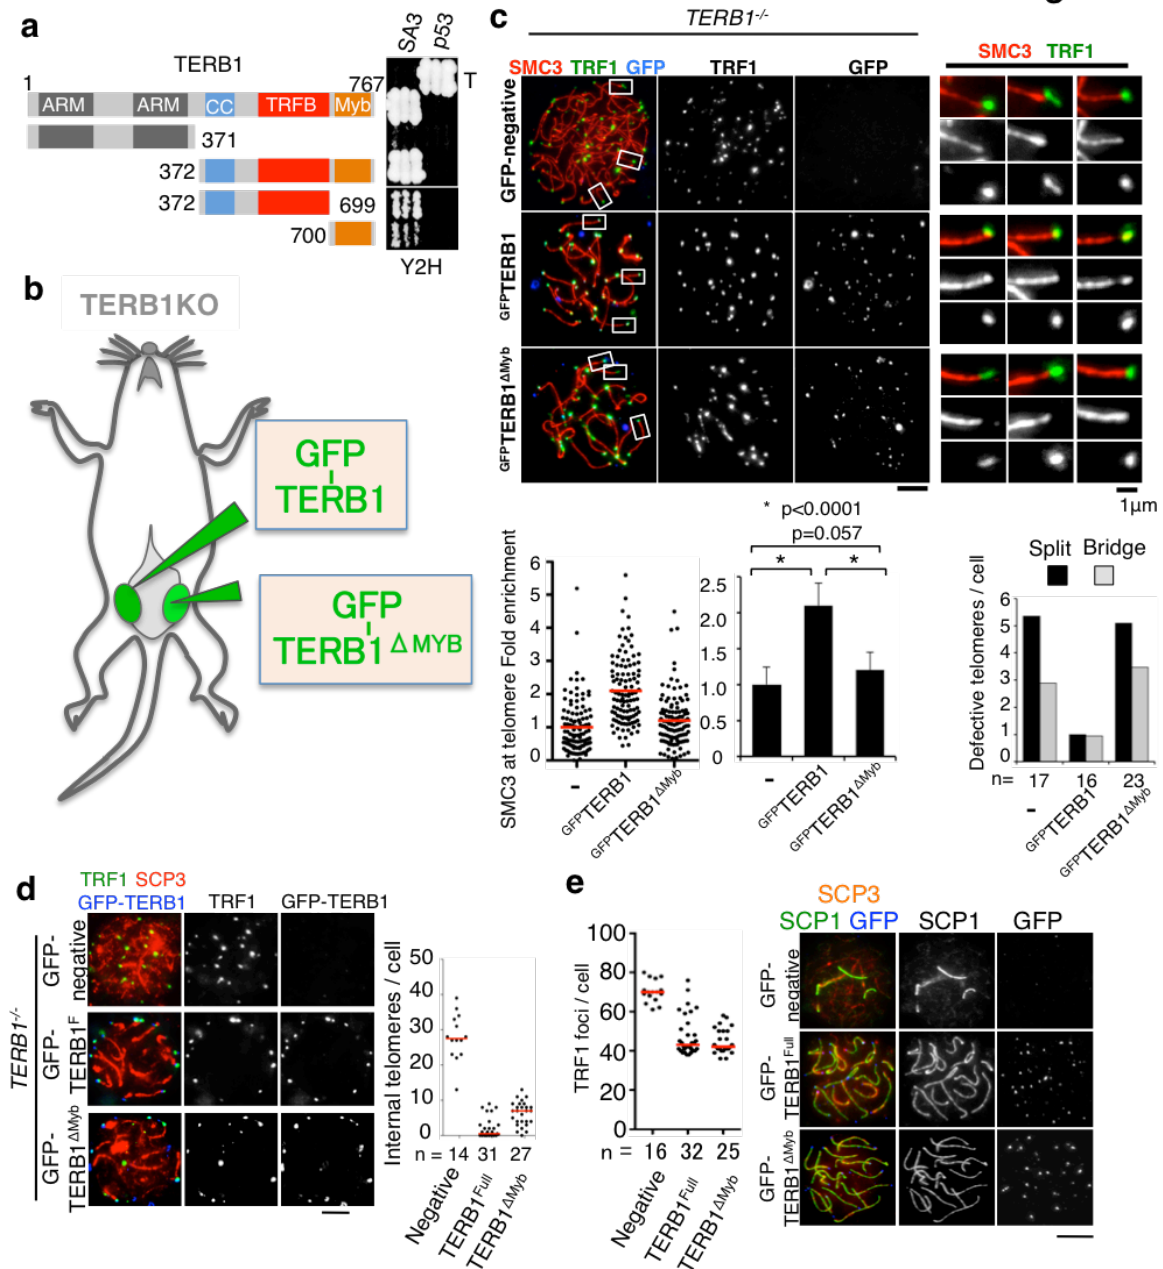 a
TERB1
SA3
p53
1
767
T
ARM
ARM
CC
TRFB
Myb
371
372
372
699
700
Y2H
b
TERB1KO
GFP
-
TERB1
GFP
-
TERB1 Δ MYB
c
TERB1-/-
SMC3 TRF1 GFP
TRF1
GFP
SMC3 TRF1
GFP-negative
GFPTERB1
GFPTERB1ΔMyb
1μm
SMC3 at telomere Fold enrichment
6
5
4
3
2
1
0
-
GFPTERB1
GFPTERB1ΔMyb
* p<0.0001
p=0.057
*
*
2.5
2.0
1.5
1.0
0.5
0
-
GFPTERB1
GFPTERB1ΔMyb
Split Bridge
Defective telomeres / cell
6
5
4
3
2
1
0
n= 17 16 23
-
GFPTERB1
GFPTERB1ΔMyb
d
TRF1 SCP3
GFP-TERB1
TRF1
GFP-TERB1
TERB1-/-
GFP-
negative
GFP-
TERB1F
GFP-
TERB1ΔMyb
Internal telomeres / cell
50
40
30
20
10
0
n = 14 31 27
Negative
TERB1Full
TERB1ΔMyb
e
TRF1 foci / cell
100
80
60
40
20
0
n = 16 32 25
Negative
TERB1Full
TERB1ΔMyb
SCP3
SCP1 GFP
SCP1
GFP
GFP-
negative
GFP-
TERB1Full
GFP-
TERB1ΔMyb